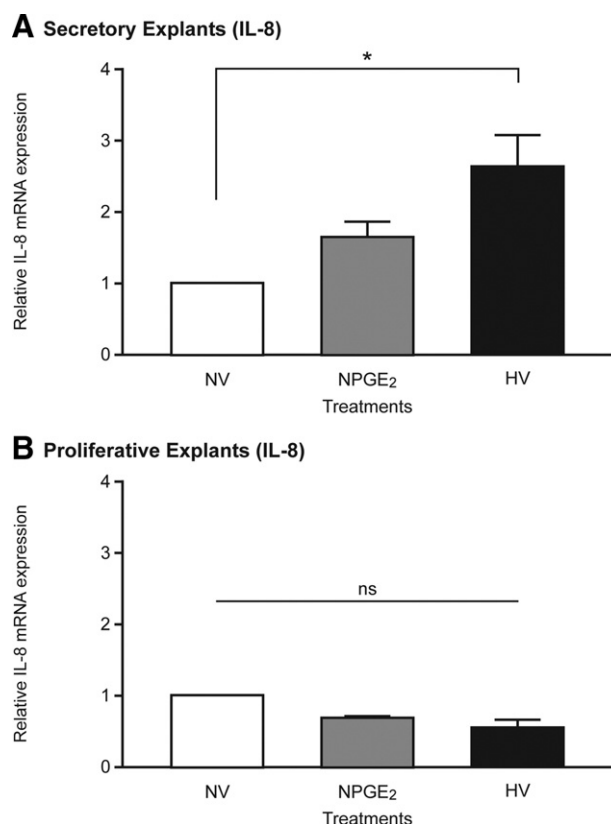 A Secretory Explants (IL-8)
*
4
3
2
1
0
Relative IL-8 mRNA expression
NV NPGE₂ HV
Treatments
B Proliferative Explants (IL-8)
4
3
ns
2
1
0
Relative IL-8 mRNA expression
NV NPGE₂ HV
Treatments